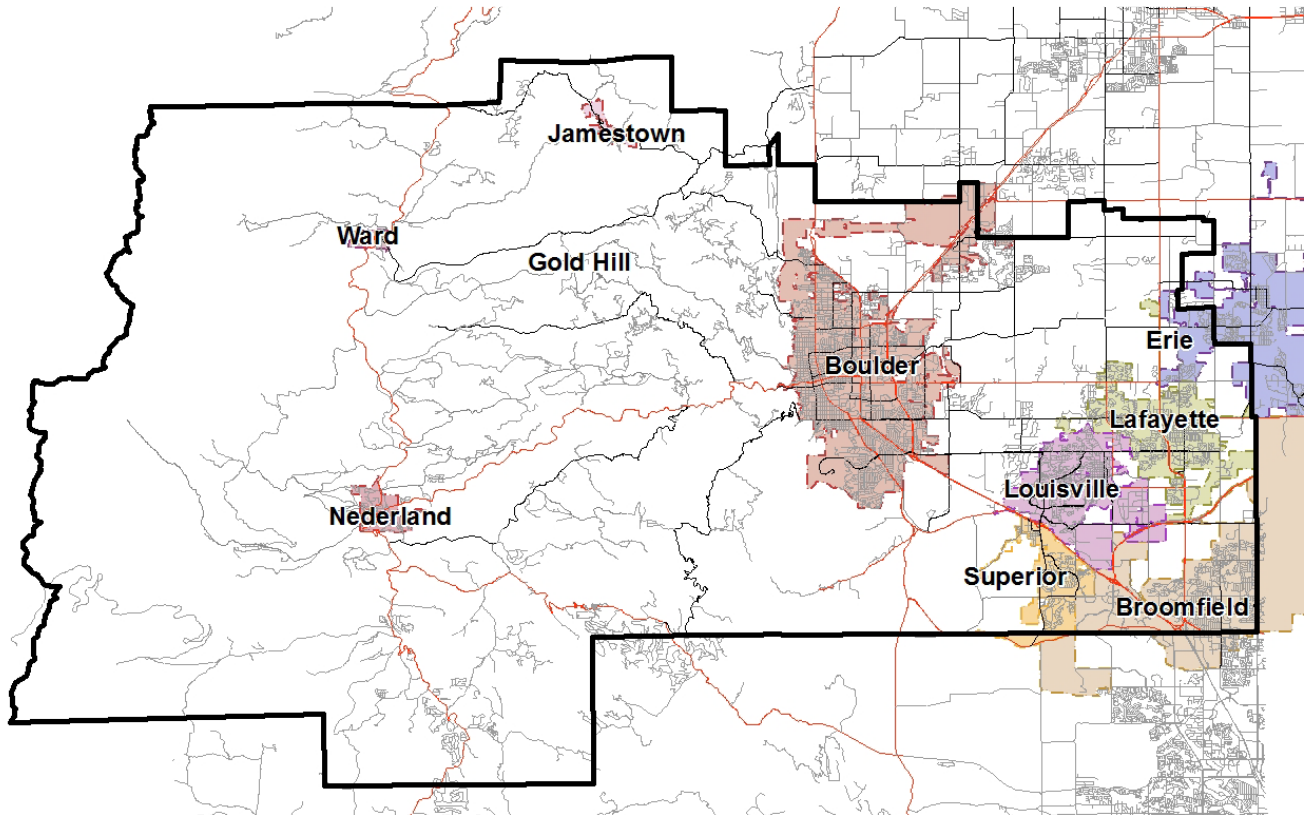 Jamestown
Ward
Gold Hill
Erie
Boulder
Lafayette
Louisville
Nederland
Superior
Broomfield